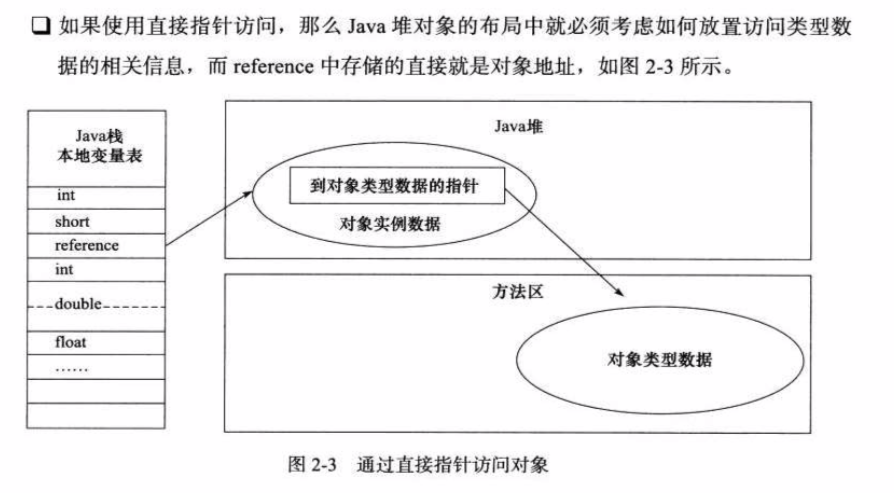 ❑ 如果使用直接指针访问，那么 Java 堆对象的布局中就必须考虑如何放置访问类型数
据的相关信息，而 reference 中存储的直接就是对象地址，如图 2-3 所示。
Java栈
本地变量表
int
short
reference
int
double
float
……
Java堆
到对象类型数据的指针
对象实例数据
方法区
对象类型数据
图 2-3 通过直接指针访问对象